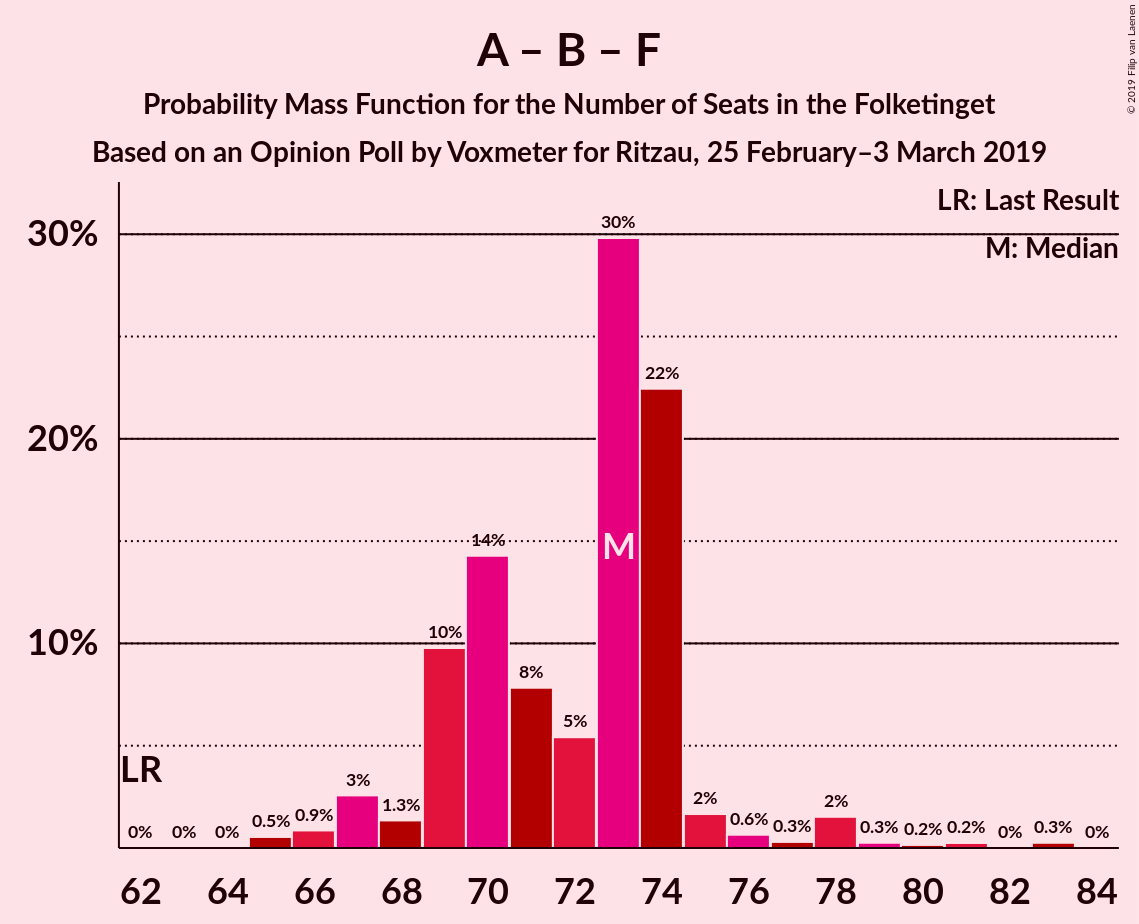 A – B – F
Probability Mass Function for the Number of Seats in the Folketinget
Based on an Opinion Poll by Voxmeter for Ritzau, 25 February–3 March 2019
© 2019 Filip van Laenen
LR: Last Result
M: Median
30%
20%
10%
LR
0% 0% 0% 0.5% 0.9% 3% 1.3% 10% 14% 8% 5% 30% 22% 2% 0.6% 0.3% 2% 0.3% 0.2% 0.2% 0% 0.3% 0%
M
62 64 66 68 70 72 74 76 78 80 82 84